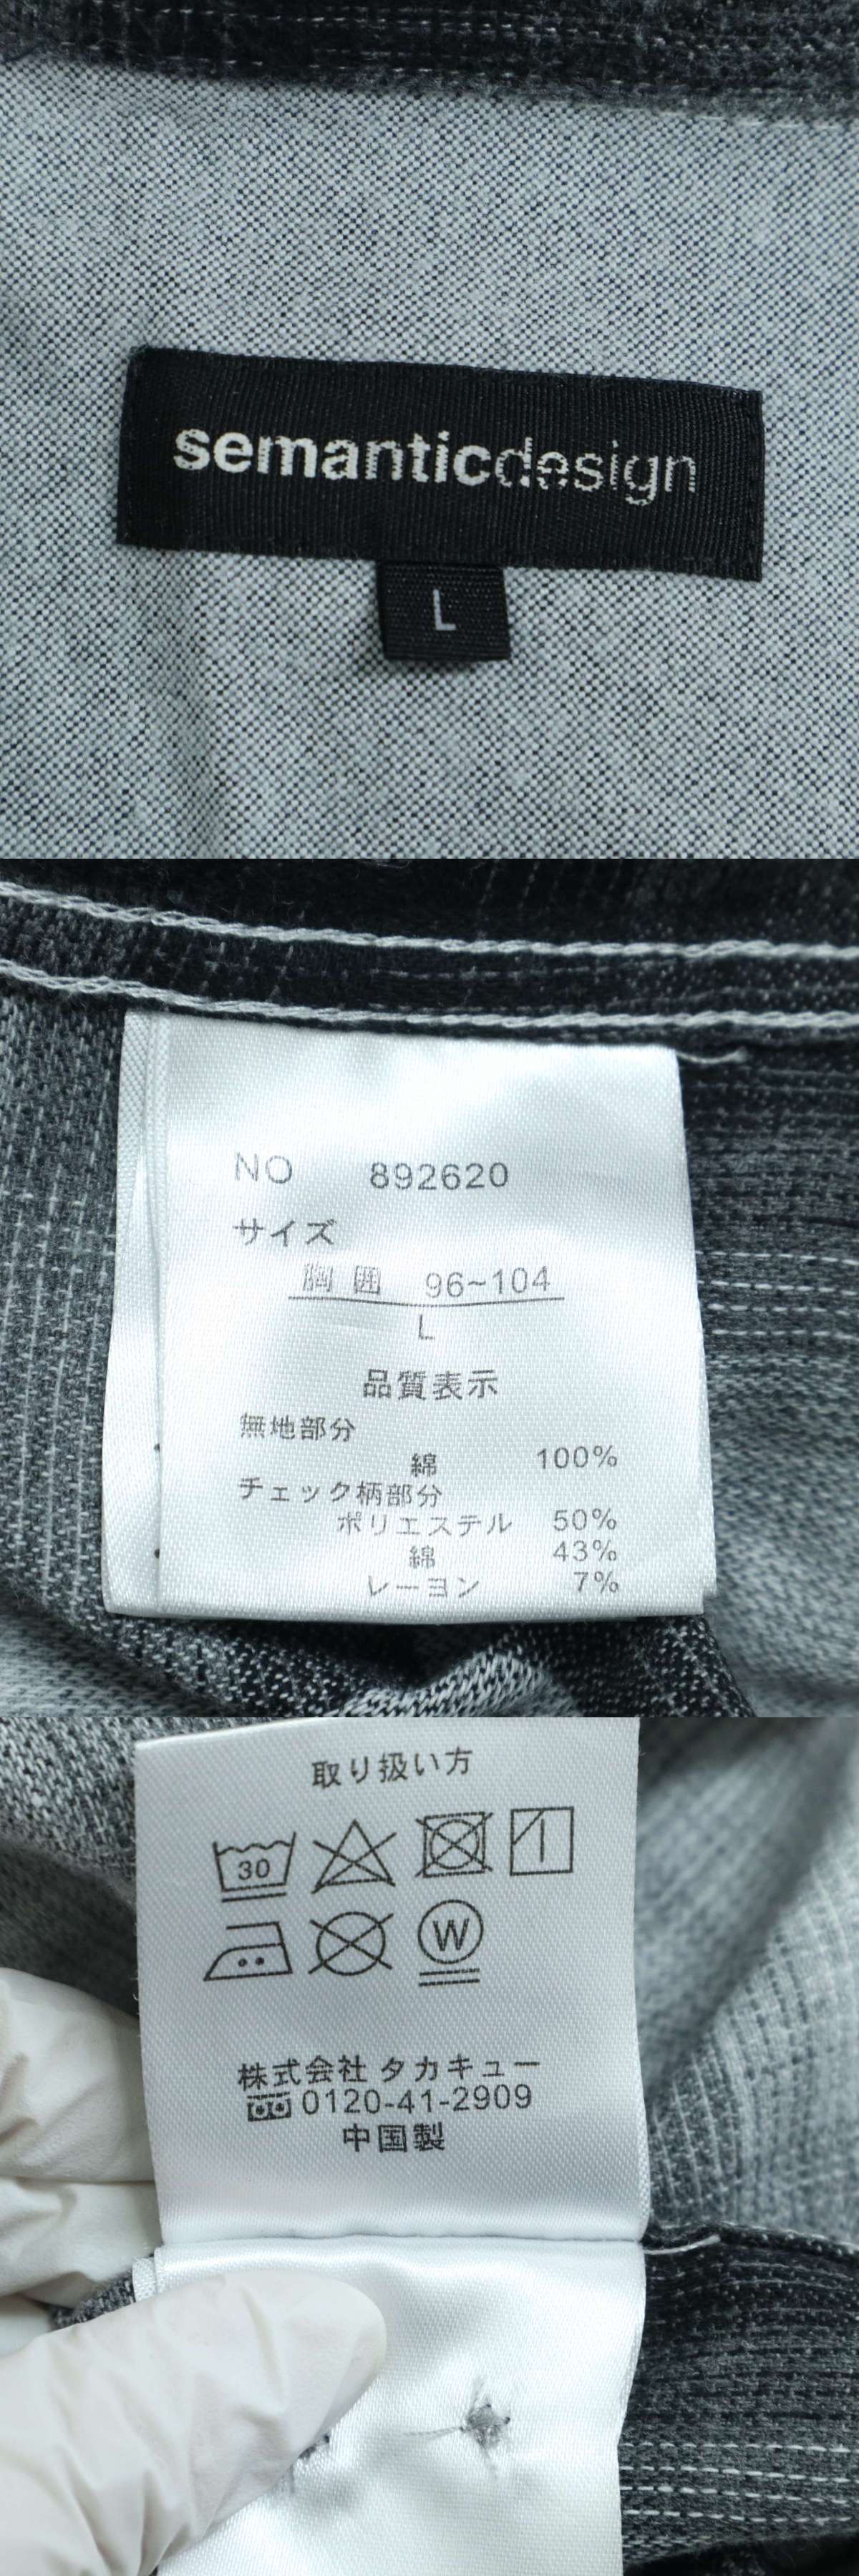 semanticdesign
L
NO 892620
サイズ
胸囲 96~104
L
品質表示
無地部分
綿 100%
チェック柄部分
ポリエステル 50%
綿 43%
レーヨン 7%
取り扱い方
30
W
株式会社 タカキュー
0120-41-2909
中国製